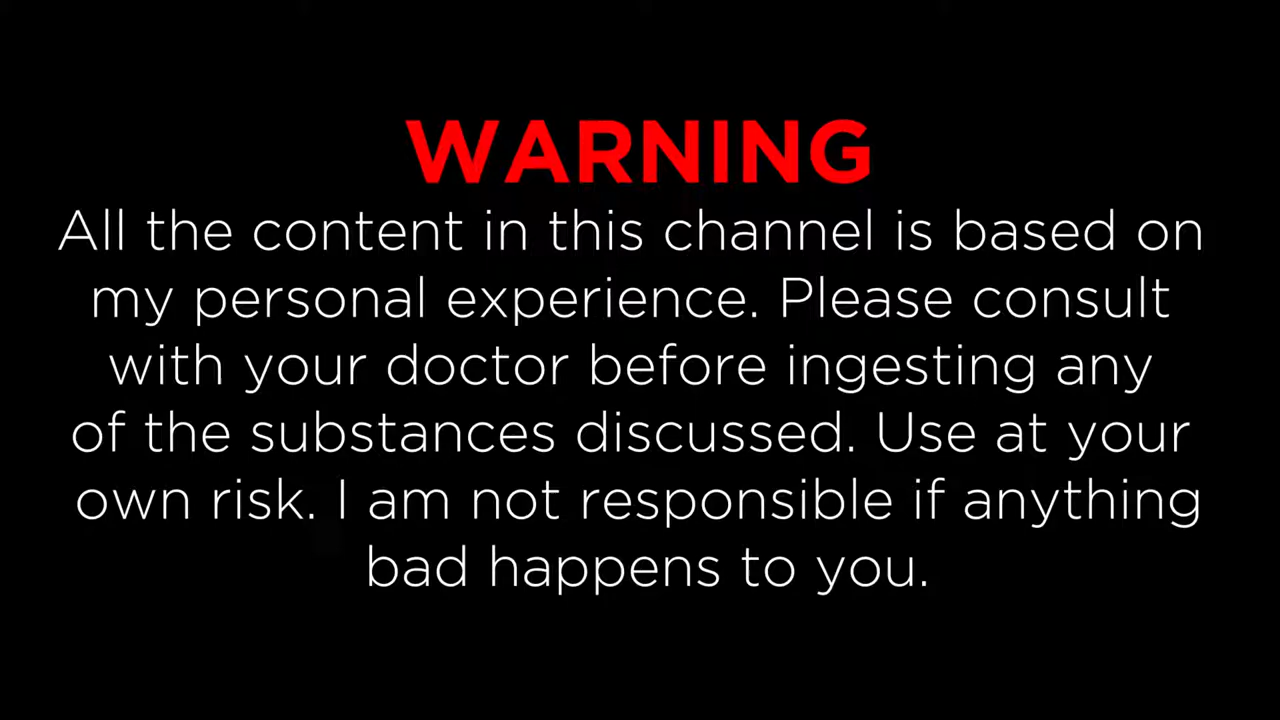 WARNING
All the content in this channel is based on
my personal experience. Please consult
with your doctor before ingesting any
of the substances discussed. Use at your
own risk. I am not responsible if anything
bad happens to you.